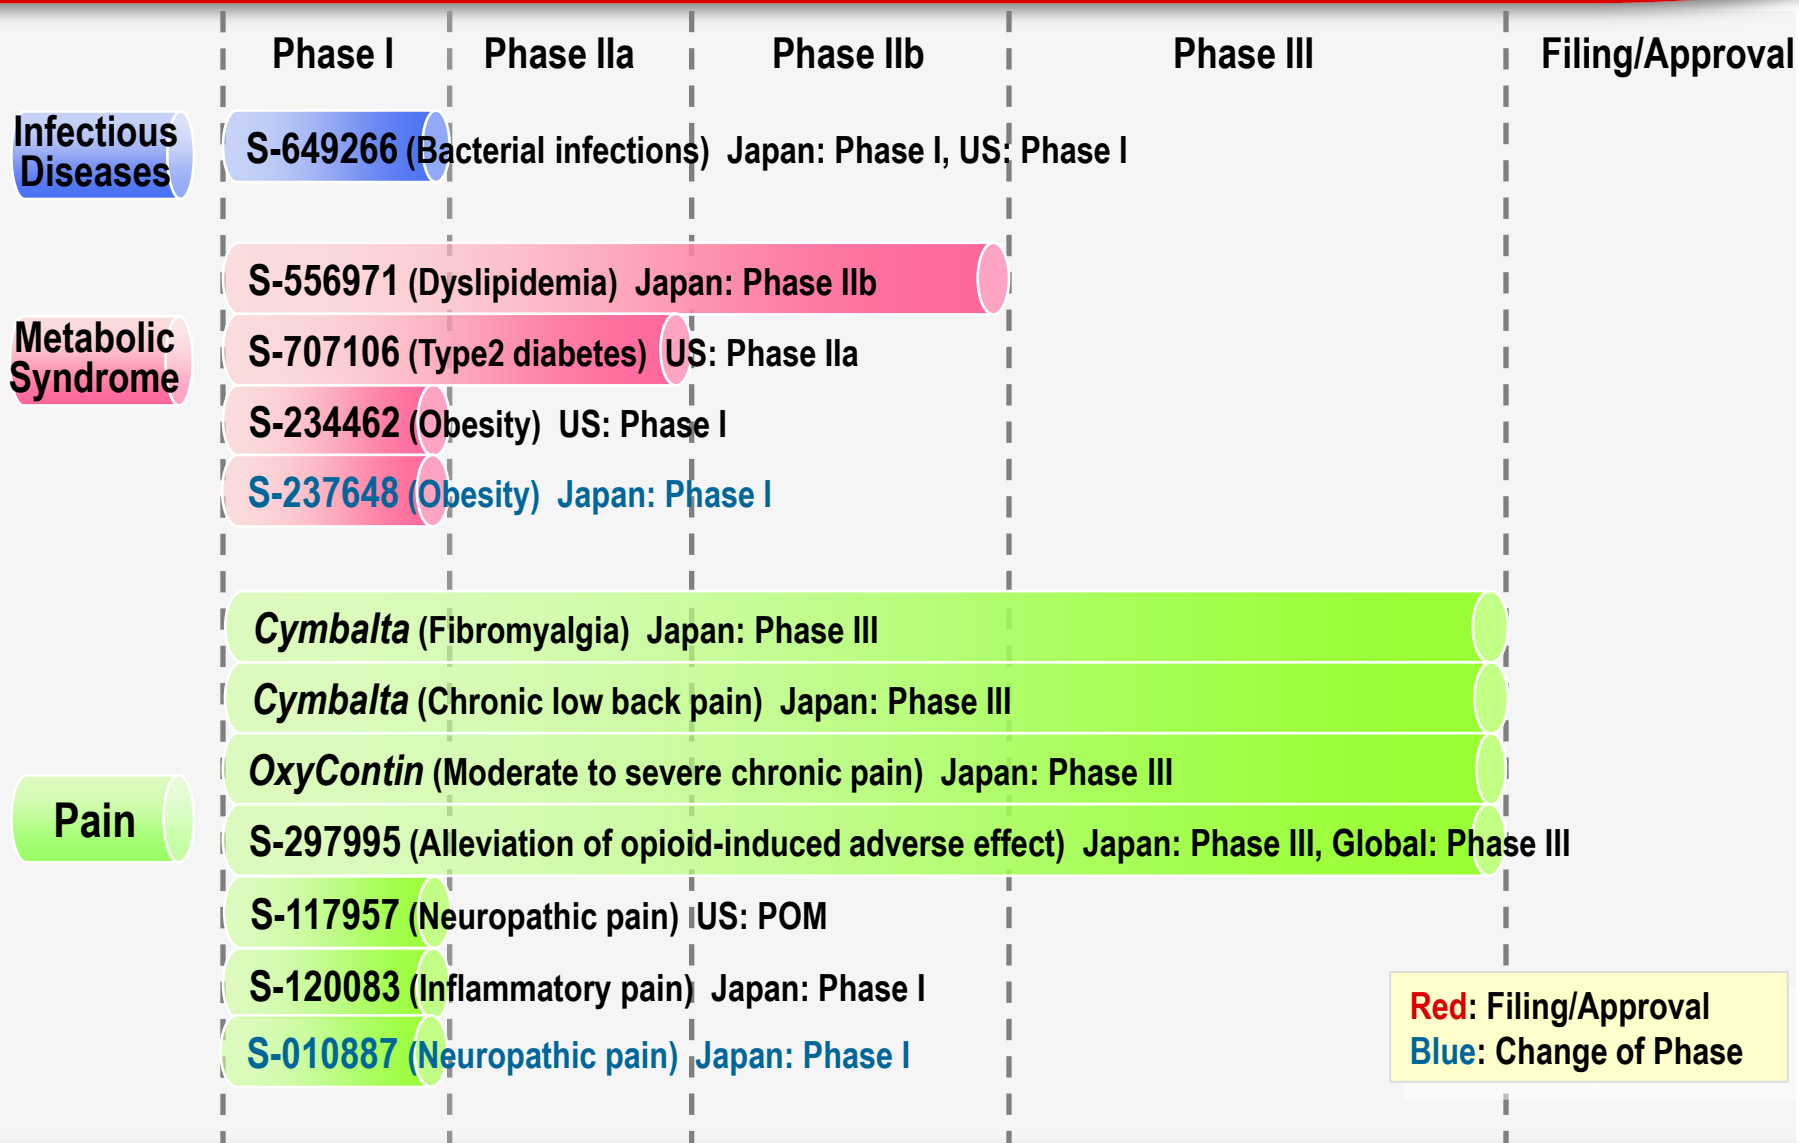 Phase I Phase IIa Phase IIb Phase III Filing/Approval
Infectious
Diseases
S-649266 (Bacterial infections) Japan: Phase I, US: Phase I
Metabolic
Syndrome
S-556971 (Dyslipidemia) Japan: Phase IIb
S-707106 (Type2 diabetes) US: Phase IIa
S-234462 (Obesity) US: Phase I
S-237648 (Obesity) Japan: Phase I
Pain
Cymbalta (Fibromyalgia) Japan: Phase III
Cymbalta (Chronic low back pain) Japan: Phase III
OxyContin (Moderate to severe chronic pain) Japan: Phase III
S-297995 (Alleviation of opioid-induced adverse effect) Japan: Phase III, Global: Phase III
S-117957 (Neuropathic pain) US: POM
S-120083 (Inflammatory pain) Japan: Phase I
S-010887 (Neuropathic pain) Japan: Phase I
Red: Filing/Approval
Blue: Change of Phase